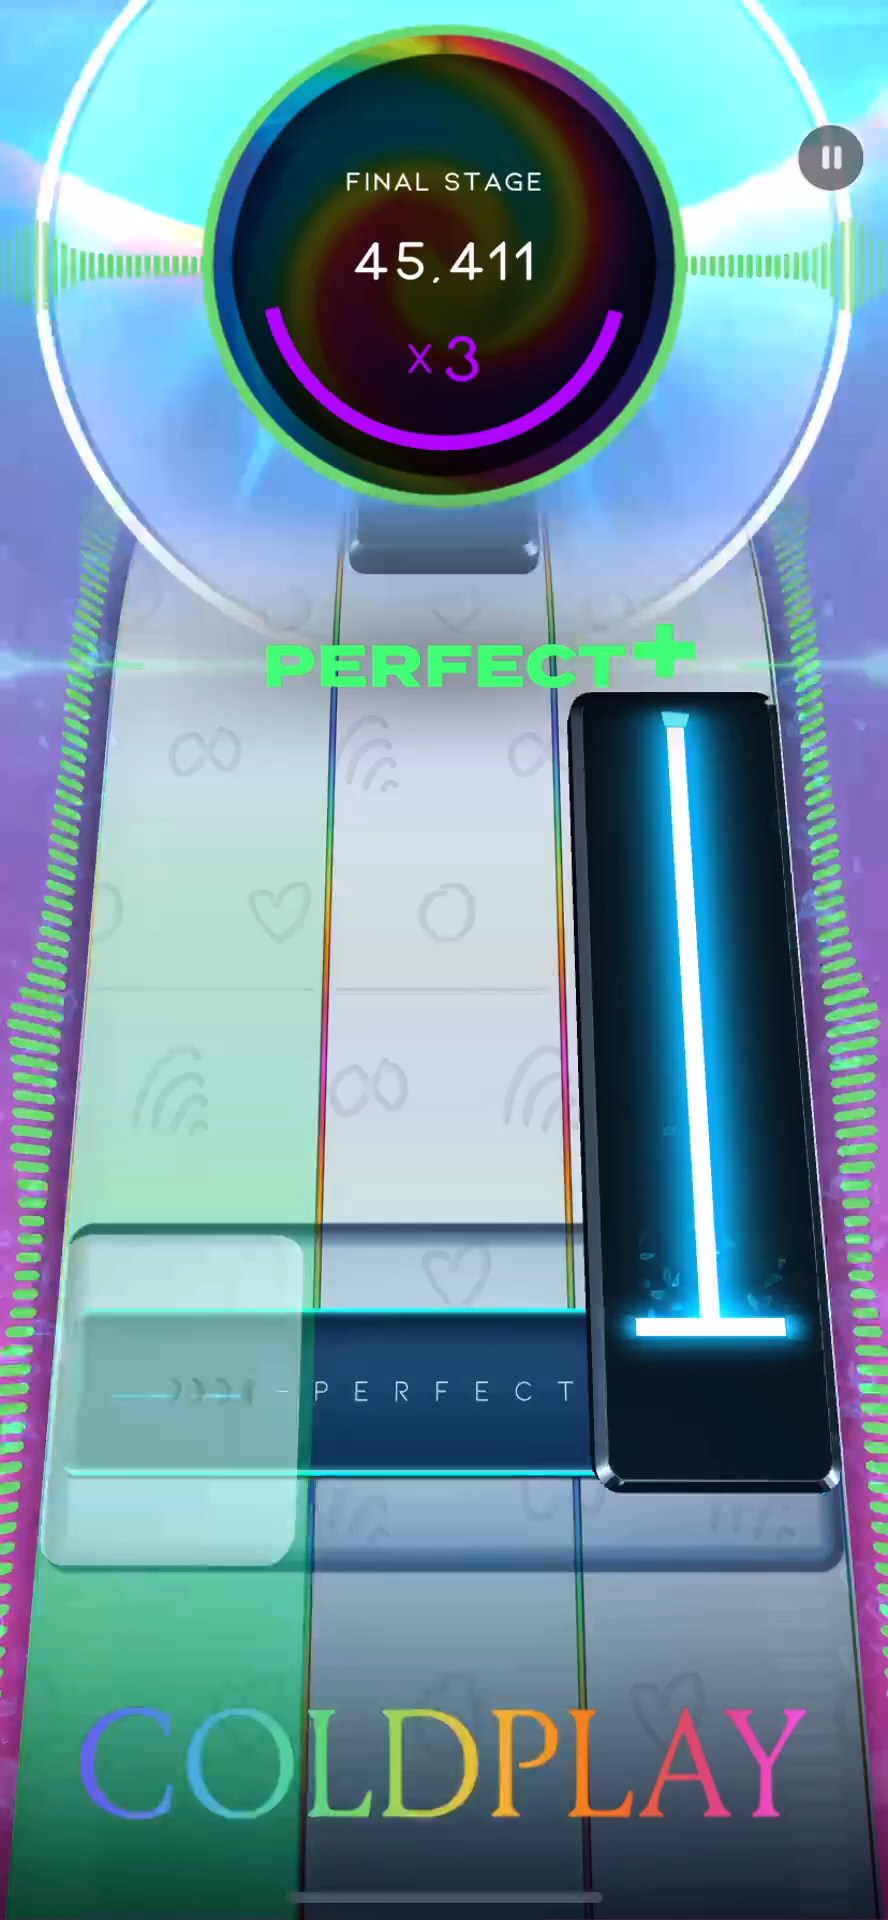 FINAL STAGE
45,411
x3
PERFECT+
-PERFECT
COLDPLAY